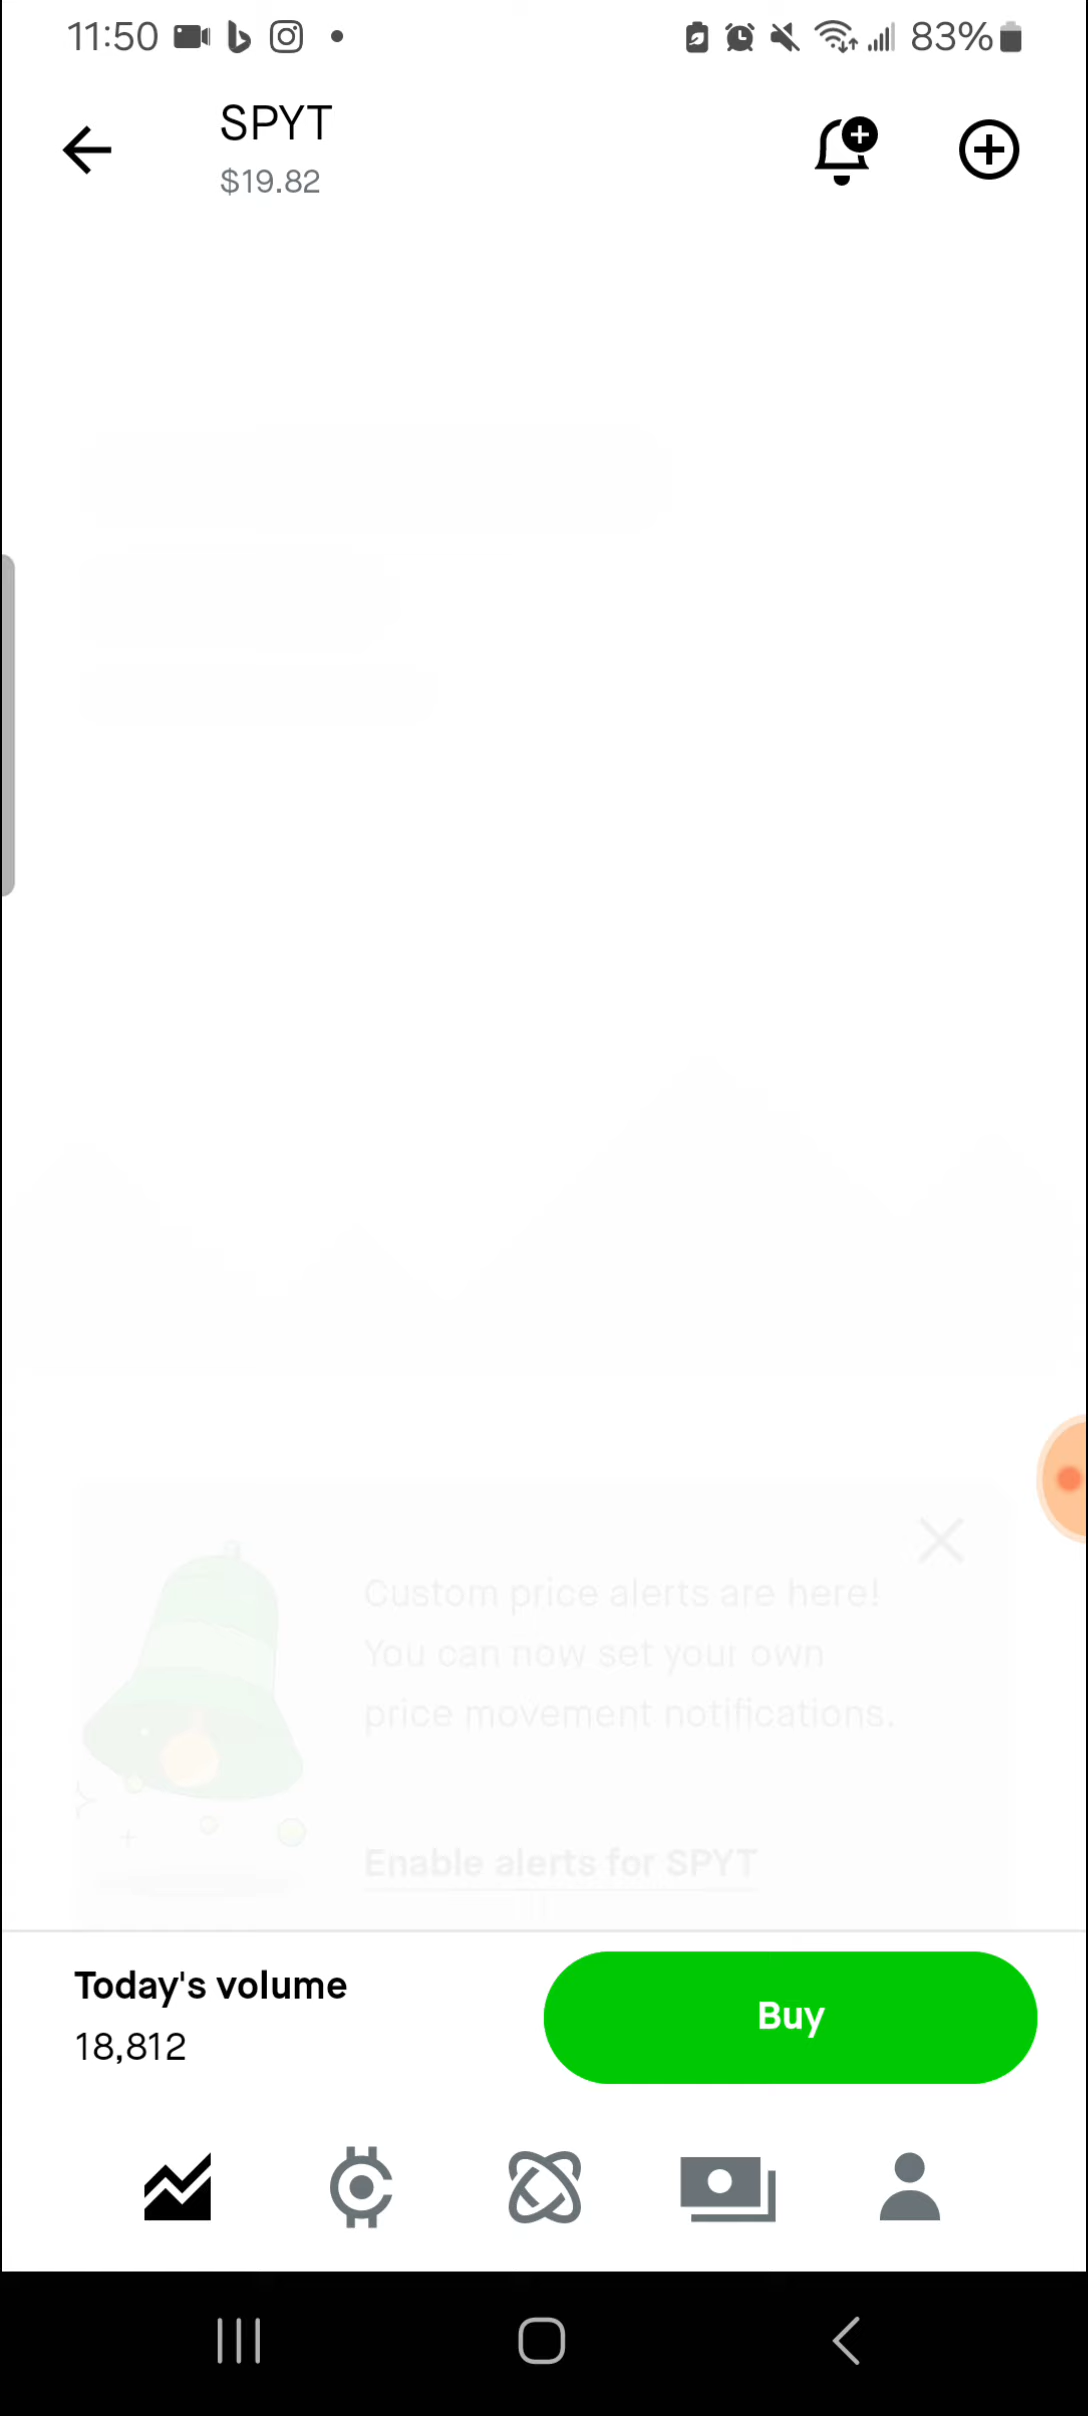 11:50
83%
SPYT
$19.82
Custom price alerts are here!
You can now set your own
price movement notifications.
Enable alerts for SPYT
Today's volume
18,812
Buy